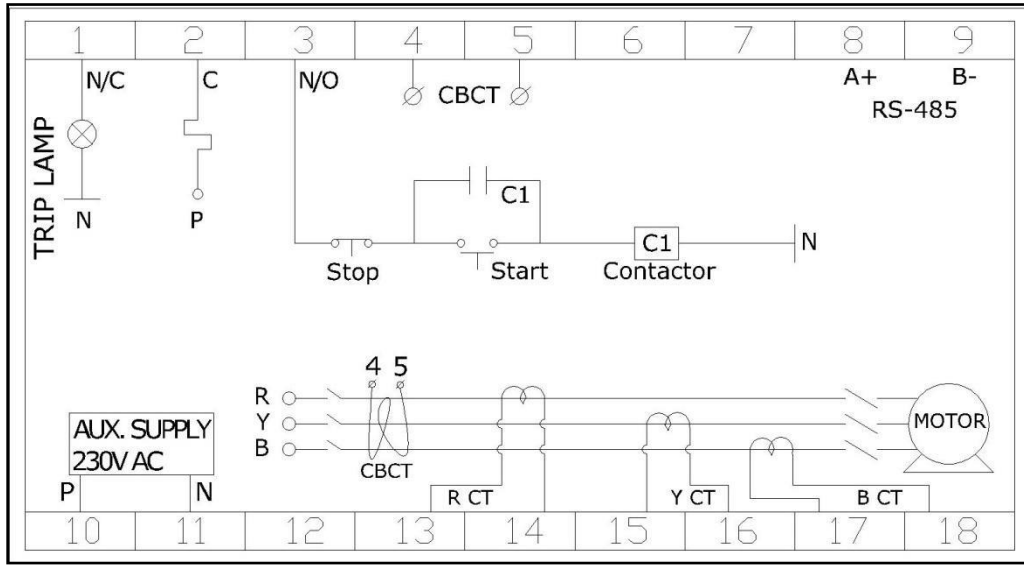 1 2 3 4 5 6 7 8 9
N/C C N/O CBCT A+ B-
RS-485
TRIP LAMP
N P
C1
Stop Start C1 N
Contactor
4 5
R
Y
B
CBCT
MOTOR
AUX. SUPPLY
230V AC
P N
R CT Y CT B CT
10 11 12 13 14 15 16 17 18